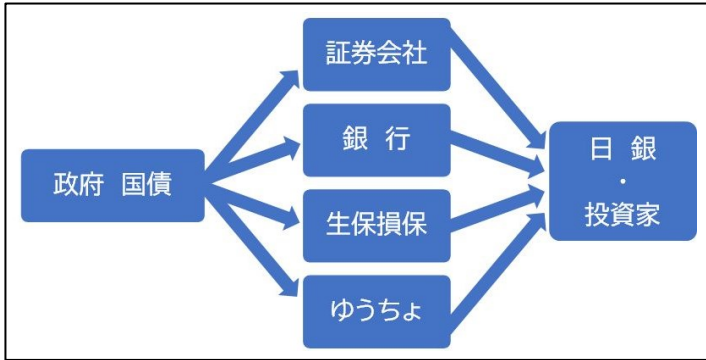 政府 国債
証券会社
銀 行
生保損保
ゆうちょ
日 銀
・
投資家